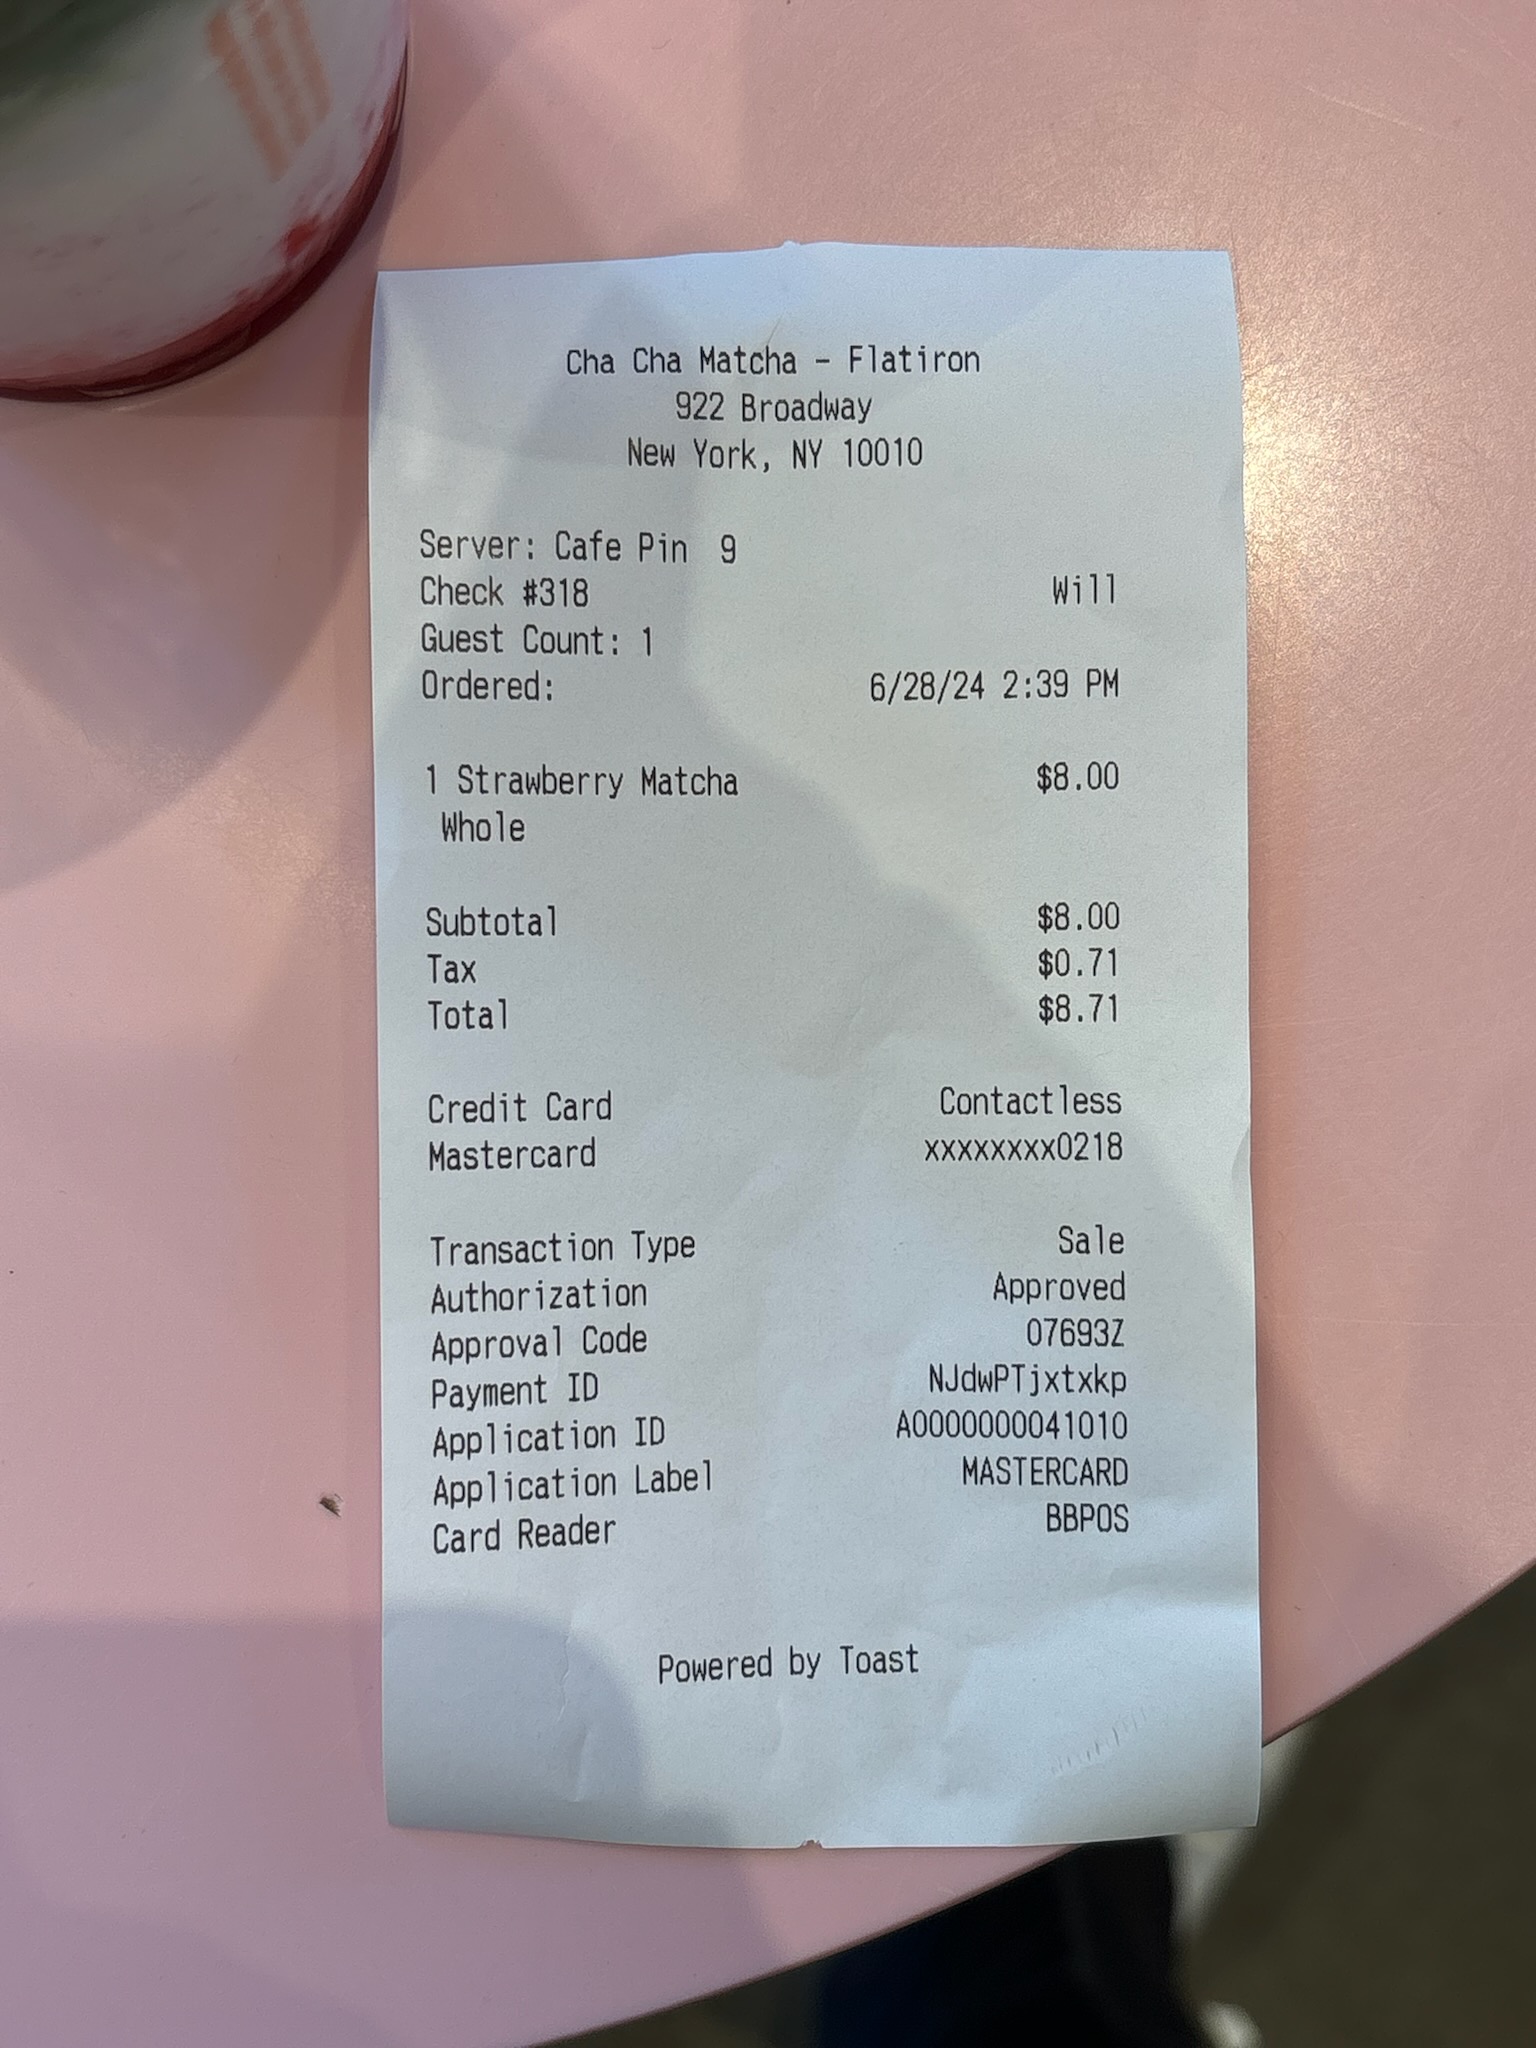 Cha Cha Matcha - Flatiron
922 Broadway
New York, NY 10010
Server: Cafe Pin 9
Check #318 Will
Guest Count: 1
Ordered: 6/28/24 2:39 PM
1 Strawberry Matcha $8.00
Whole
Subtotal $8.00
Tax $0.71
Total $8.71
Credit Card Contactless
Mastercard xxxxxxxx0218
Transaction Type Sale
Authorization Approved
Approval Code 07693Z
Payment ID NJdwPTjxtxkp
Application ID A0000000041010
Application Label MASTERCARD
Card Reader BBPOS
Powered by Toast